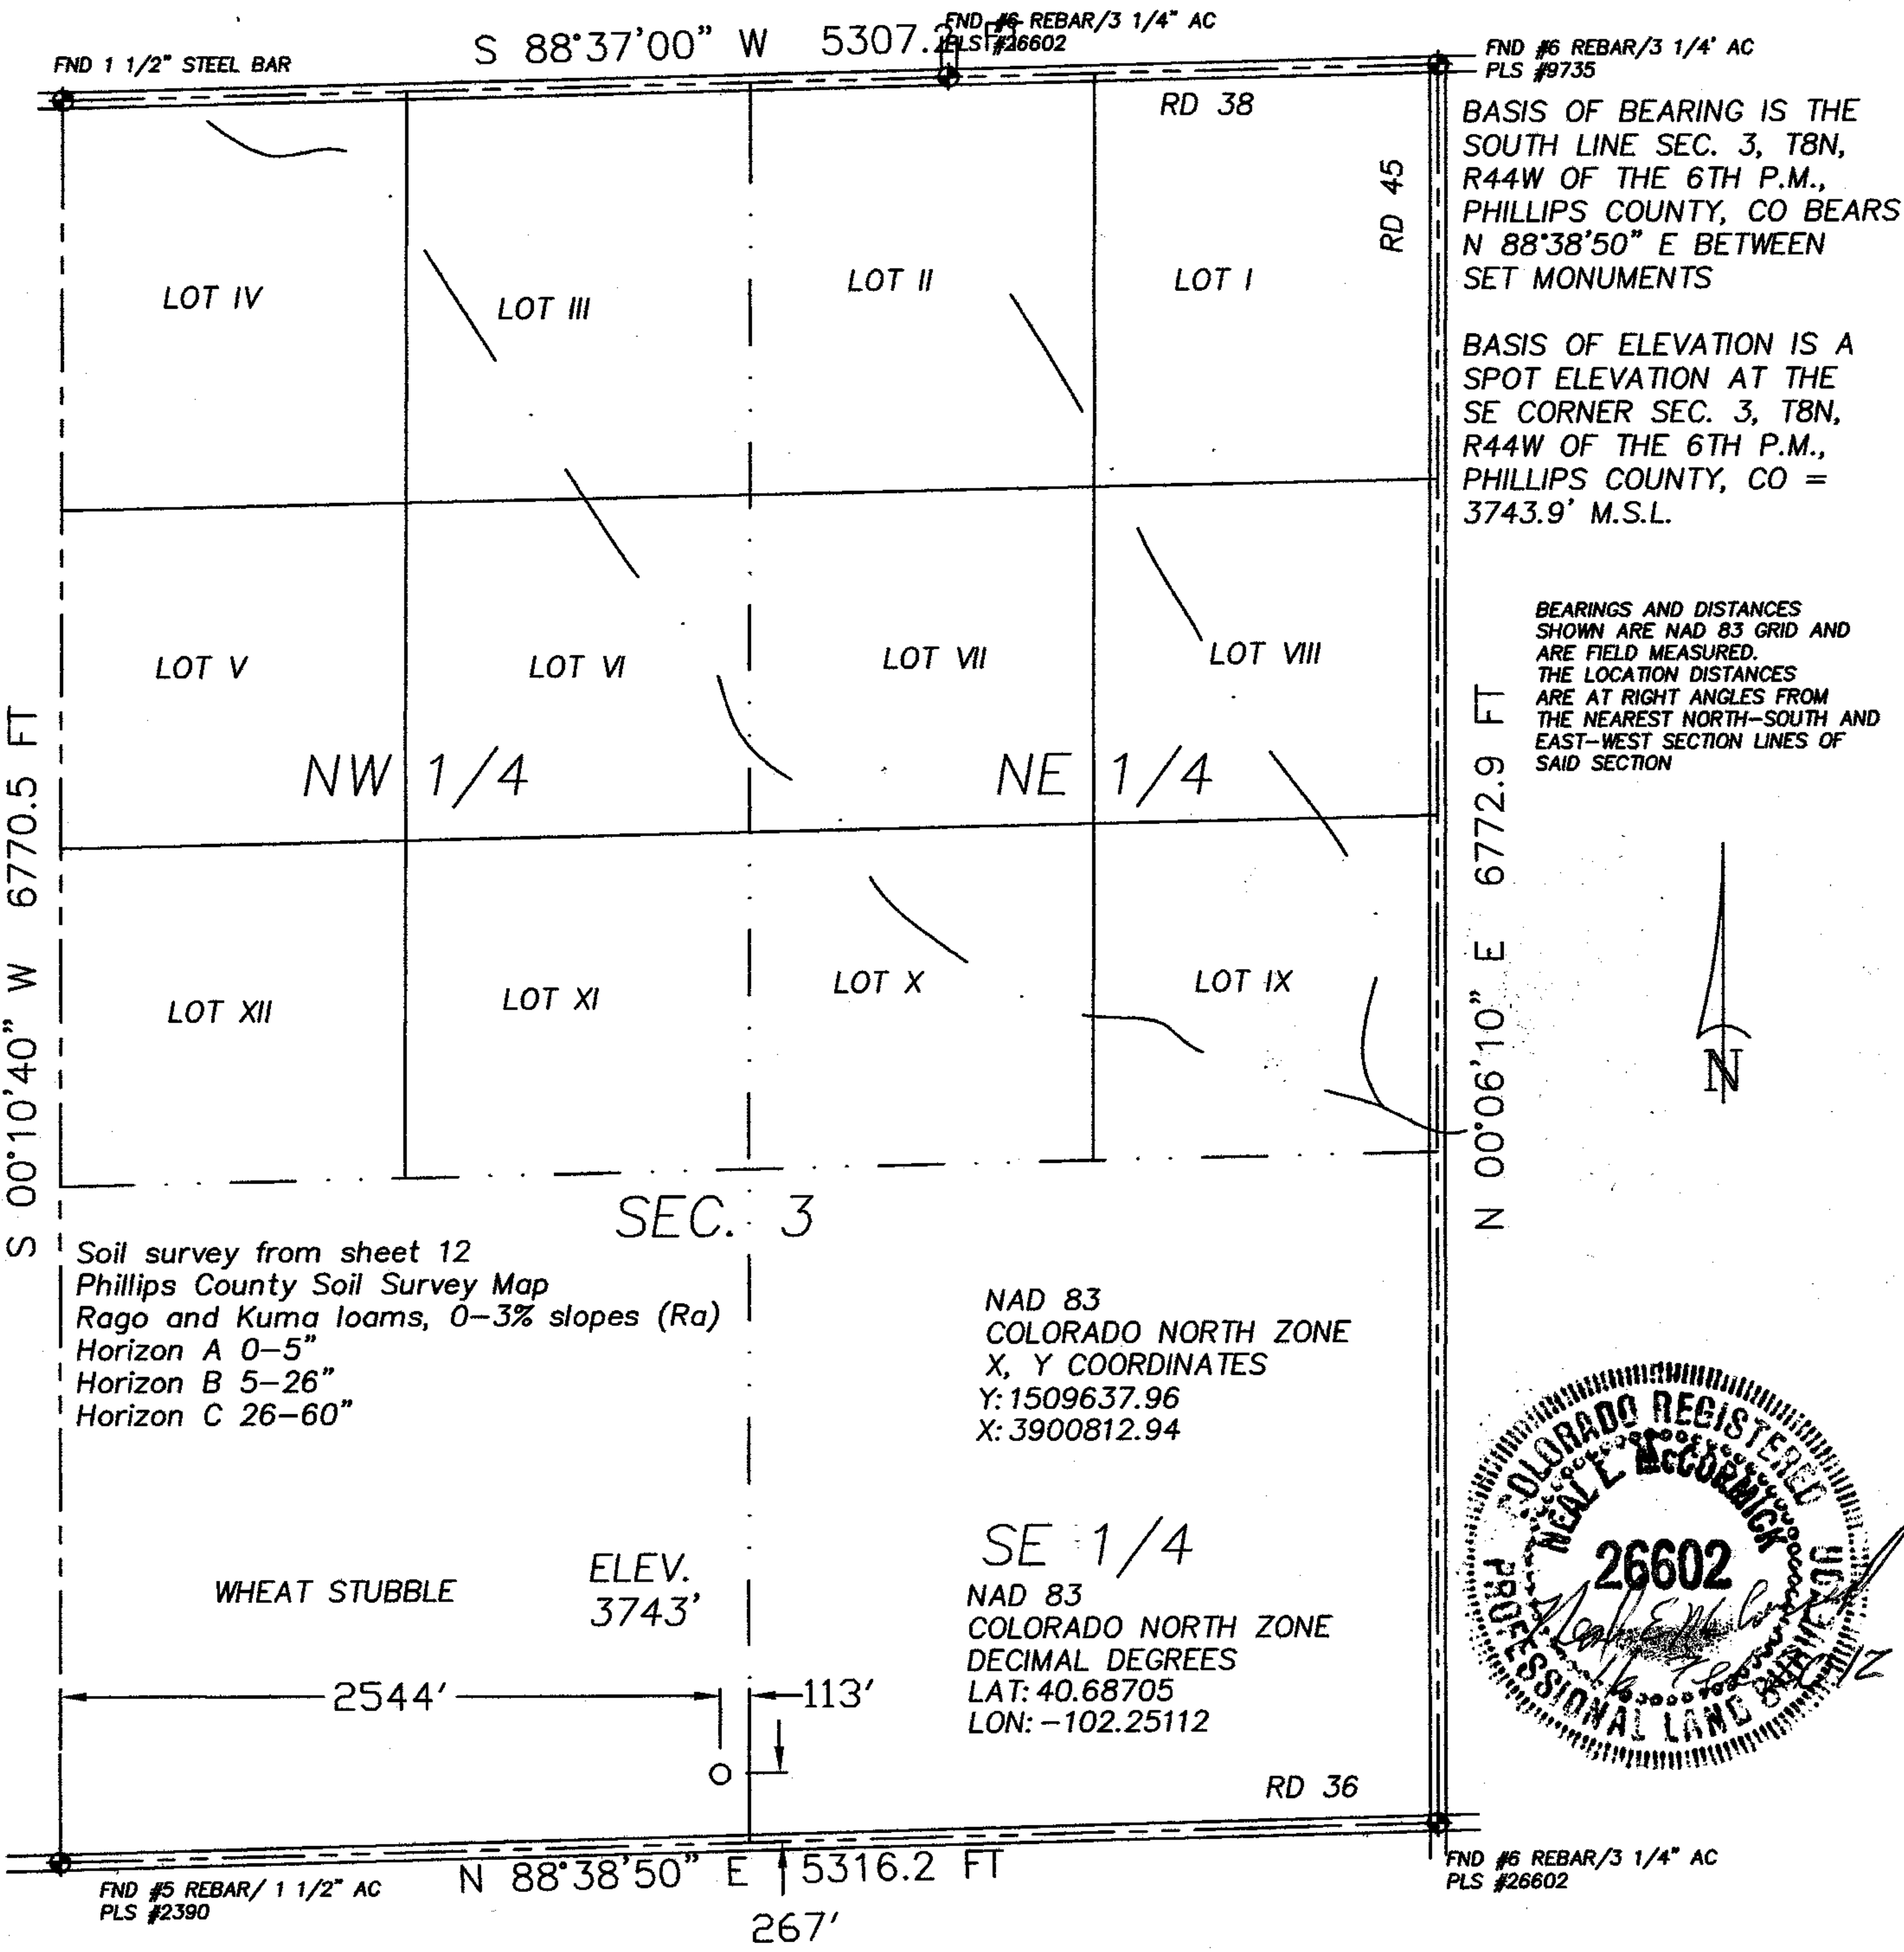 FND #6 REBAR/3 1/4" AC
PLS #26602
S 88°37'00" W 5307.2 FT
FND 1 1/2" STEEL BAR
FND #6 REBAR/3 1/4' AC
PLS #9735
RD 38
RD 45
BASIS OF BEARING IS THE
SOUTH LINE SEC. 3, T8N,
R44W OF THE 6TH P.M.,
PHILLIPS COUNTY, CO BEARS
N 88°38'50" E BETWEEN
SET MONUMENTS
LOT IV
LOT III
LOT II
LOT I
BASIS OF ELEVATION IS A
SPOT ELEVATION AT THE
SE CORNER SEC. 3, T8N,
R44W OF THE 6TH P.M.,
PHILLIPS COUNTY, CO =
3743.9' M.S.L.
BEARINGS AND DISTANCES
SHOWN ARE NAD 83 GRID AND
ARE FIELD MEASURED.
THE LOCATION DISTANCES
ARE AT RIGHT ANGLES FROM
THE NEAREST NORTH-SOUTH AND
EAST-WEST SECTION LINES OF
SAID SECTION
LOT V
LOT VI
LOT VII
LOT VIII
NW 1/4
NE 1/4
S 00°10'40" W 6770.5 FT
N 00°06'10" E 6772.9 FT
LOT XII
LOT XI
LOT X
LOT IX
N
SEC. 3
Soil survey from sheet 12
Phillips County Soil Survey Map
Rago and Kuma loams, 0-3% slopes (Ra)
Horizon A 0-5"
Horizon B 5-26"
Horizon C 26-60"
NAD 83
COLORADO NORTH ZONE
X, Y COORDINATES
Y: 1509637.96
X: 3900812.94
SE 1/4
NAD 83
COLORADO NORTH ZONE
DECIMAL DEGREES
LAT: 40.68705
LON: -102.25112
WHEAT STUBBLE
ELEV.
3743'
2544'
113'
RD 36
COLORADO REGISTERED
NEAL E McCORMICK
26602
PROFESSIONAL LAND SURVEYOR
FND #5 REBAR/ 1 1/2" AC
PLS #2390
N 88°38'50" E 5316.2 FT
267'
FND #6 REBAR/3 1/4" AC
PLS #26602